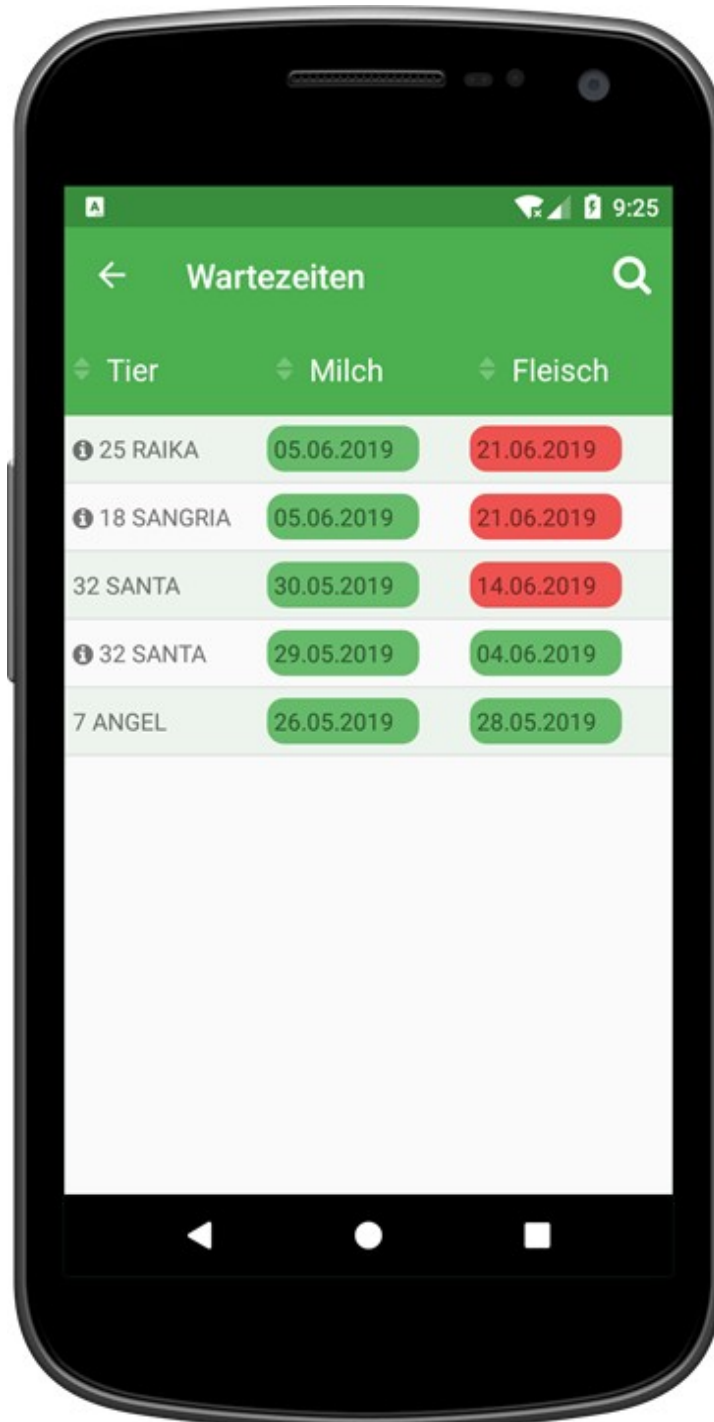 9:25
Wartezeiten
Tier Milch Fleisch
25 RAIKA 05.06.2019 21.06.2019
18 SANGRIA 05.06.2019 21.06.2019
32 SANTA 30.05.2019 14.06.2019
32 SANTA 29.05.2019 04.06.2019
7 ANGEL 26.05.2019 28.05.2019